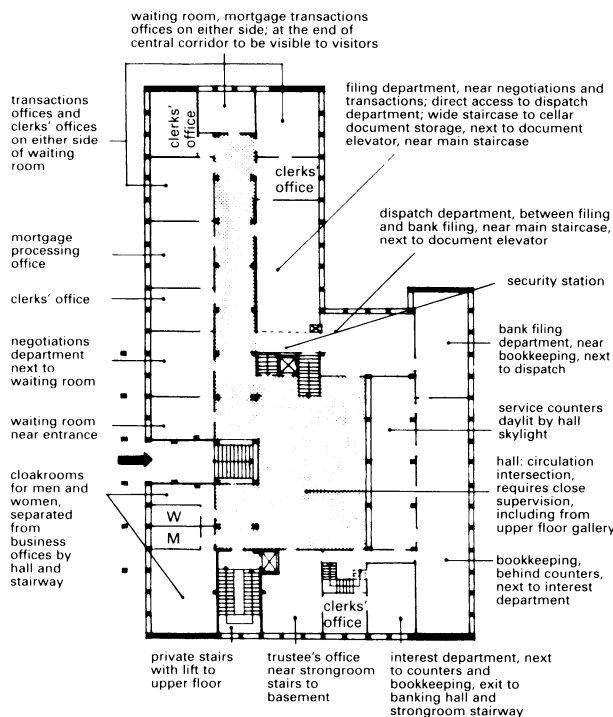 waiting room, mortgage transactions
offices on either side; at the end of
central corridor to be visible to visitors
transactions
offices and
clerks' offices
on either side
of waiting
room
mortgage
processing
office
clerks' office
negotiations
department
next to
waiting room
waiting room
near entrance
cloakrooms
for men and
women,
separated
from
business
offices by
hall and
stairway
clerks'
office
clerks'
office
W
M
clerks'
office
filing department, near negotiations and
transactions; direct access to dispatch
department; wide staircase to cellar
document storage, next to document
elevator, near main staircase
dispatch department, between filing
and bank filing, near main staircase,
next to document elevator
security station
bank filing
department, near
bookkeeping, next
to dispatch
service counters
daylit by hall
skylight
hall: circulation
intersection,
requires close
supervision,
including from
upper floor gallery
bookkeeping,
behind counters,
next to interest
department
private stairs
with lift to
upper floor
trustee's office
near strongroom
stairs to
basement
interest department, next
to counters and
bookkeeping, exit to
banking hall and
strongroom stairway